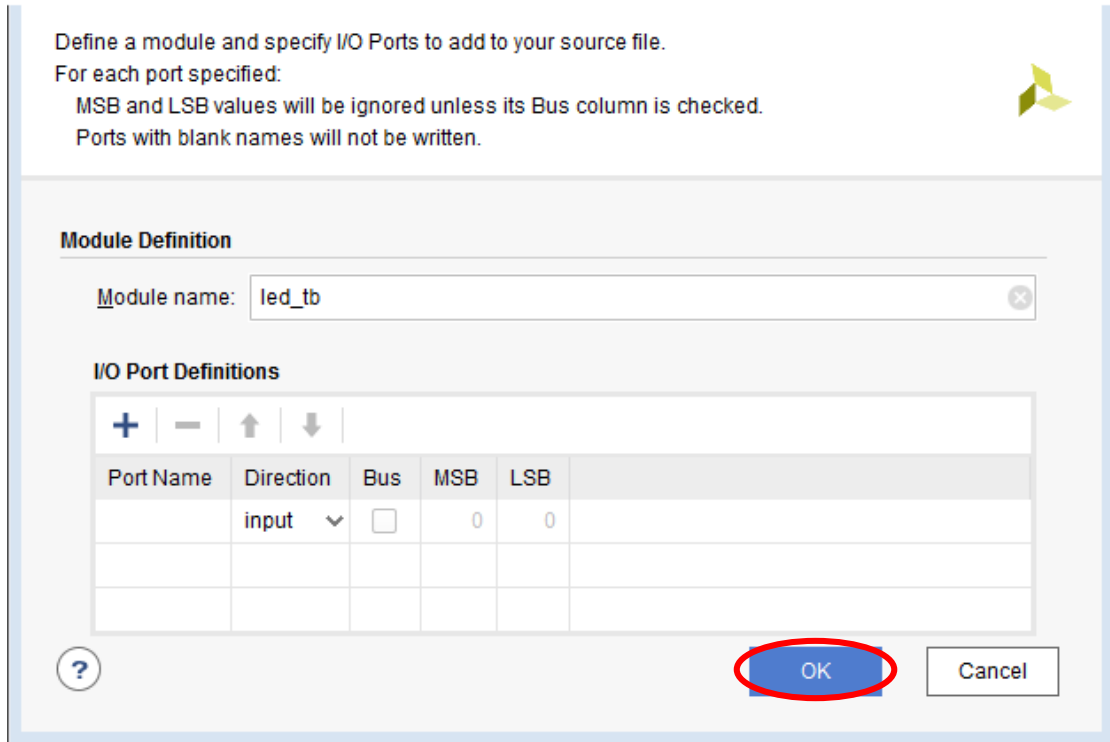 Define a module and specify I/O Ports to add to your source file.
For each port specified:
MSB and LSB values will be ignored unless its Bus column is checked.
Ports with blank names will not be written.
Module Definition
Module name: led_tb
I/O Port Definitions
Port Name Direction Bus MSB LSB
input 0 0
? OK Cancel